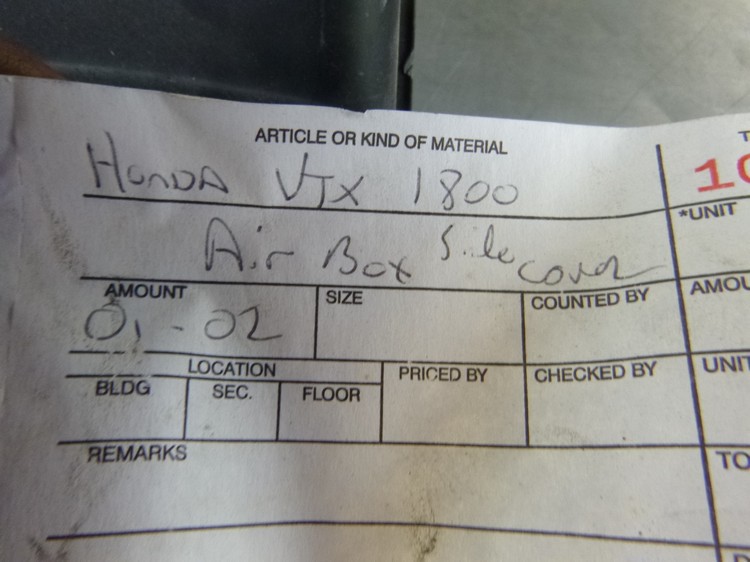 ARTICLE OR KIND OF MATERIAL
HONDA VTX 1800
10
*UNIT
Air Box Side cover
AMOUNT SIZE COUNTED BY AMOU
01-02
LOCATION PRICED BY CHECKED BY UNIT
BLDG SEC. FLOOR
REMARKS
TO